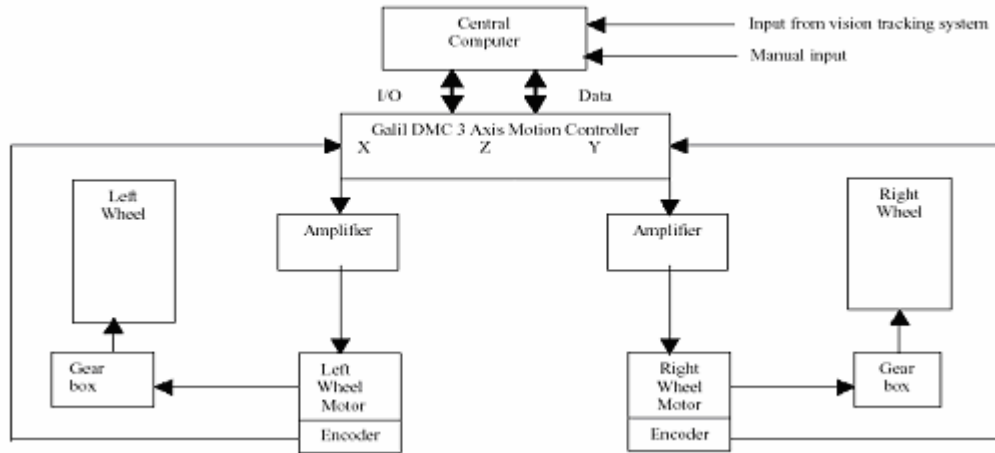 Central
Computer
Input from vision tracking system
Manual input
I/O
Data
Galil DMC 3 Axis Motion Controller
X Z Y
Left
Wheel
Amplifier
Amplifier
Right
Wheel
Gear
box
Left
Wheel
Motor
Encoder
Right
Wheel
Motor
Encoder
Gear
box